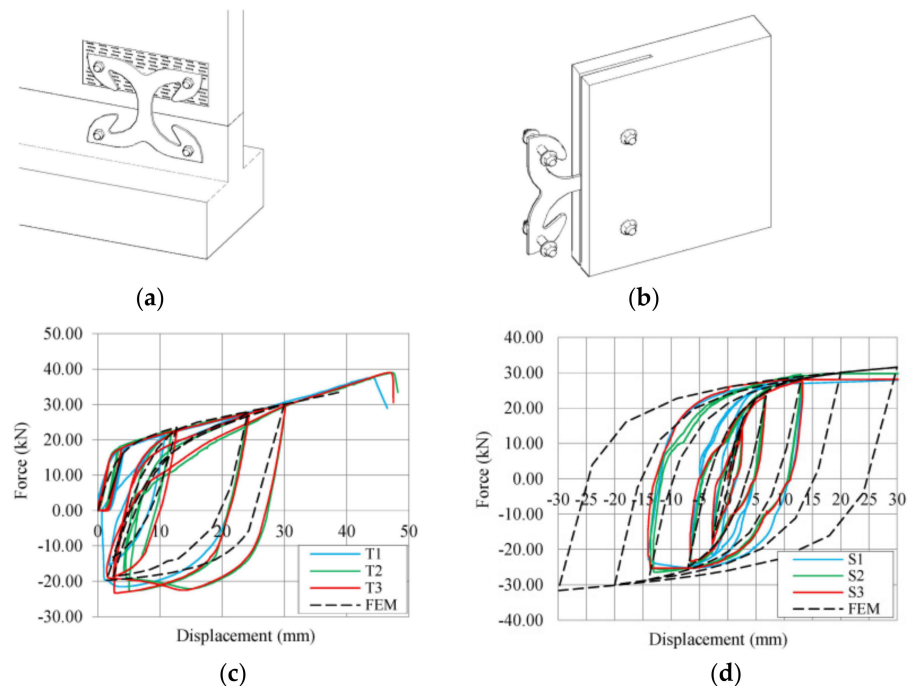 (a)
(b)
50.00
40.00
30.00
20.00
10.00
0.00
-10.00
-20.00
-30.00
0
10
20
30
40
50
Force (kN)
Displacement (mm)
T1
T2
T3
FEM
(c)
40.00
30.00
20.00
10.00
0.00
-10.00
-20.00
-30.00
-40.00
-30 -25 -20 -15 -10 -5 0 5 10 15 20 25 30
Force (kN)
Displacement (mm)
S1
S2
S3
FEM
(d)